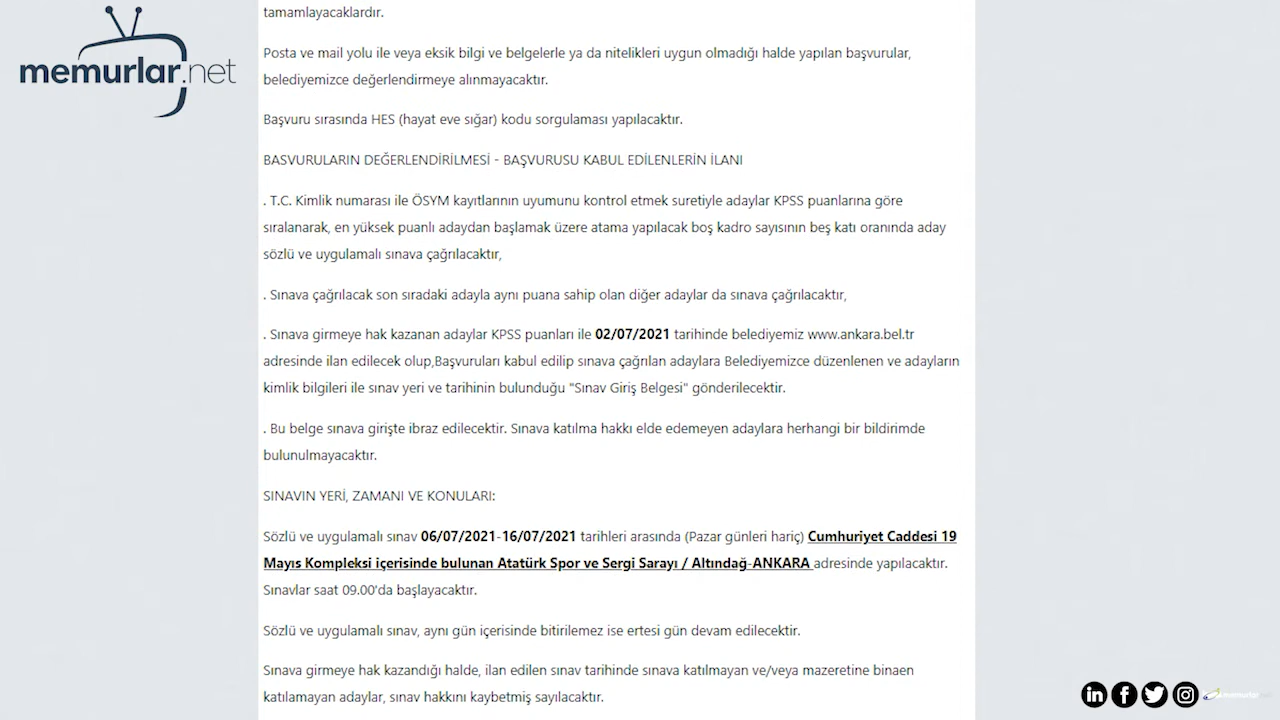 memurlar.net
tamamlayacaklardır.
Posta ve mail yolu ile veya eksik bilgi ve belgelerle ya da nitelikleri uygun olmadığı halde yapılan başvurular,
belediyemizce değerlendirmeye alınmayacaktır.
Başvuru sırasında HES (hayat eve sığar) kodu sorgulaması yapılacaktır.
BASVURULARIN DEĞERLENDİRİLMESİ - BAŞVURUSU KABUL EDİLENLERİN İLANI
. T.C. Kimlik numarası ile ÖSYM kayıtlarının uyumunu kontrol etmek suretiyle adaylar KPSS puanlarına göre
sıralanarak, en yüksek puanlı adaydan başlamak üzere atama yapılacak boş kadro sayısının beş katı oranında aday
sözlü ve uygulamalı sınava çağrılacaktır,
. Sınava çağrılacak son sıradaki adayla aynı puana sahip olan diğer adaylar da sınava çağrılacaktır,
. Sınava girmeye hak kazanan adaylar KPSS puanları ile 02/07/2021 tarihinde belediyemiz www.ankara.bel.tr
adresinde ilan edilecek olup,Başvuruları kabul edilip sınava çağrılan adaylara Belediyemizce düzenlenen ve adayların
kimlik bilgileri ile sınav yeri ve tarihinin bulunduğu "Sınav Giriş Belgesi" gönderilecektir.
. Bu belge sınava girişte ibraz edilecektir. Sınava katılma hakkı elde edemeyen adaylara herhangi bir bildirimde
bulunulmayacaktır.
SINAVIN YERİ, ZAMANI VE KONULARI:
Sözlü ve uygulamalı sınav 06/07/2021-16/07/2021 tarihleri arasında (Pazar günleri hariç) Cumhuriyet Caddesi 19
Mayıs Kompleksi içerisinde bulunan Atatürk Spor ve Sergi Sarayı / Altındağ-ANKARA adresinde yapılacaktır.
Sınavlar saat 09.00'da başlayacaktır.
Sözlü ve uygulamalı sınav, aynı gün içerisinde bitirilemez ise ertesi gün devam edilecektir.
Sınava girmeye hak kazandığı halde, ilan edilen sınav tarihinde sınava katılmayan ve/veya mazeretine binaen
katılamayan adaylar, sınav hakkını kaybetmiş sayılacaktır.
memurlar.net